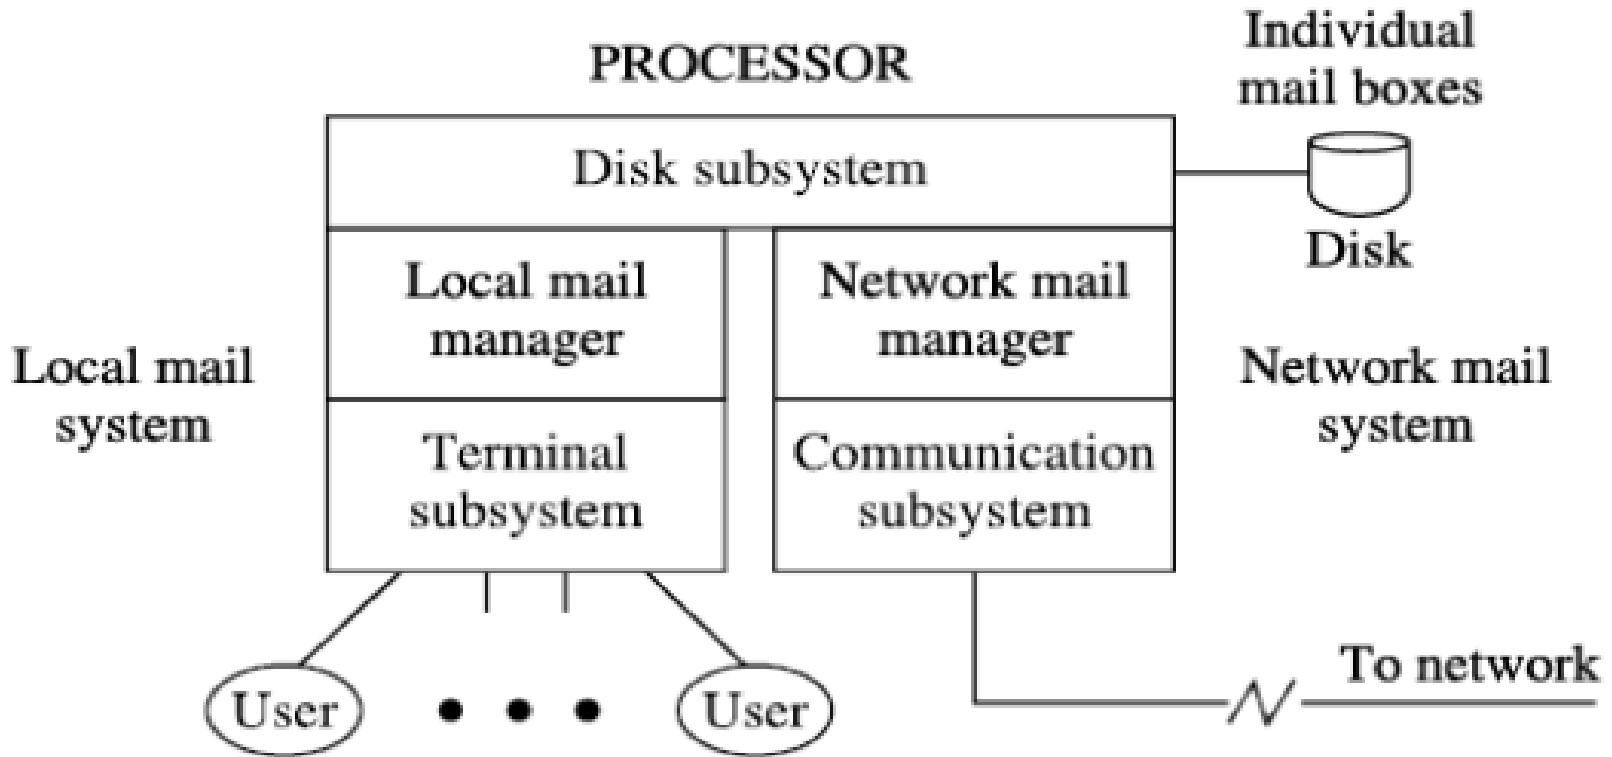 PROCESSOR
Individual
mail boxes
Disk subsystem
Disk
Local mail
manager
Network mail
manager
Local mail
system
Network mail
system
Terminal
subsystem
Communication
subsystem
To network
User
User